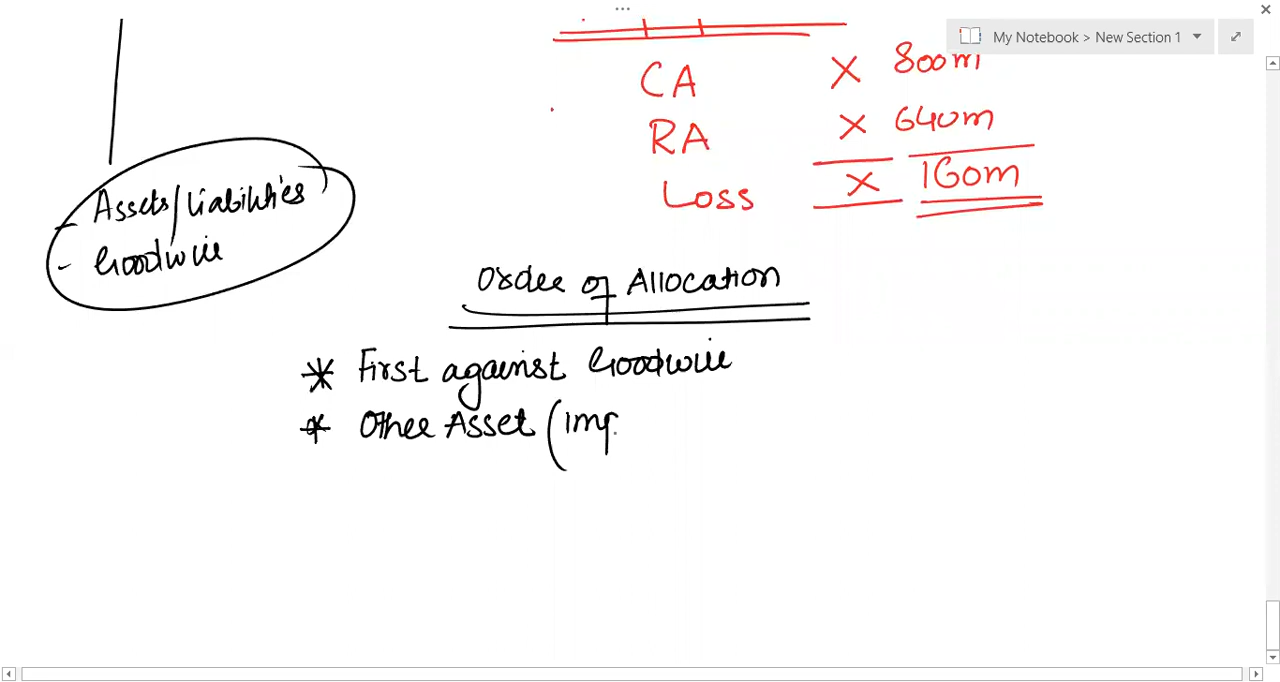 My Notebook > New Section 1
CA X 800m
RA X 640m
Loss X 160m
- Assets/Liabilities
- Goodwill
Order of Allocation
* First against Goodwill
* Other Asset (imp